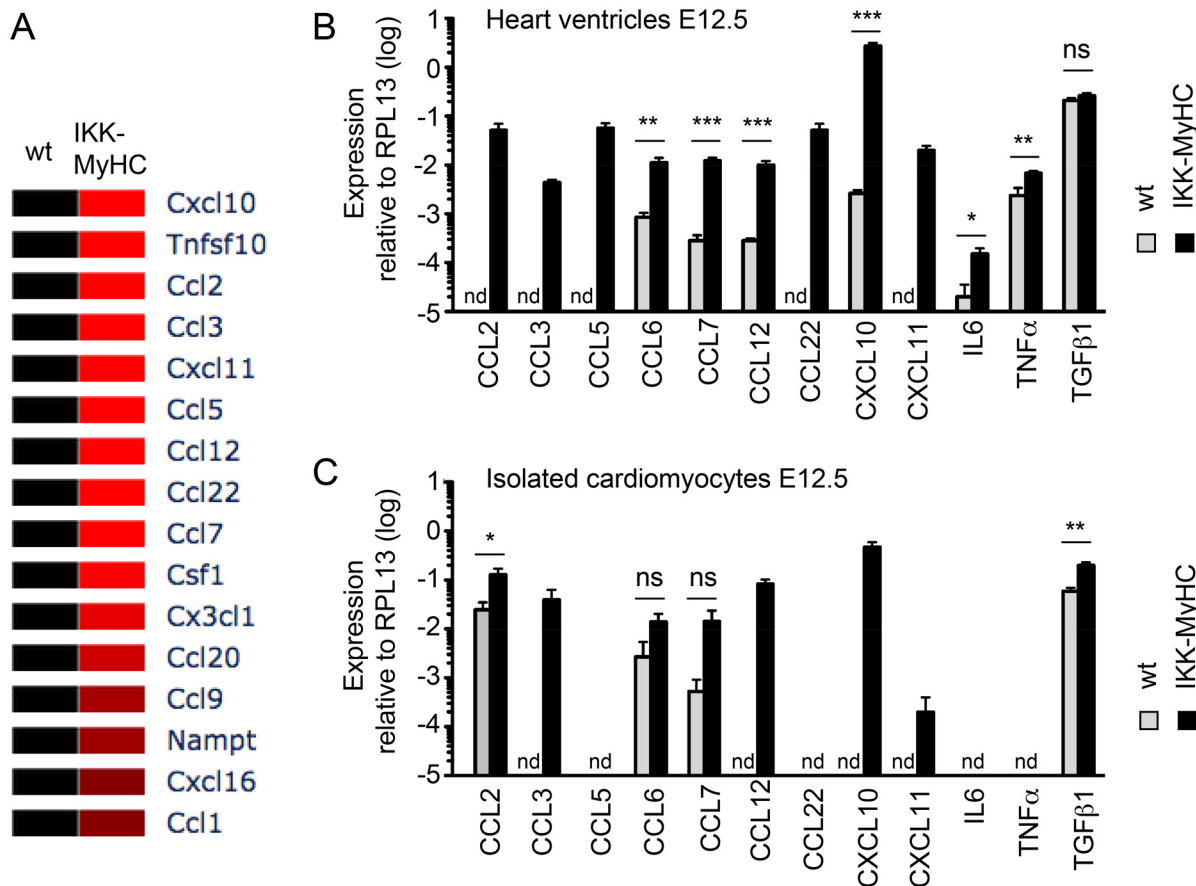 A
wt
IKK-
MyHC
Cxcl10
Tnfsf10
Ccl2
Ccl3
Cxcl11
Ccl5
Ccl12
Ccl22
Ccl7
Csf1
Cx3cl1
Ccl20
Ccl9
Nampt
Cxcl16
Ccl1
B
Heart ventricles E12.5
Expression
relative to RPL13 (log)
1
0
-1
-2
-3
-4
-5
nd
nd
nd
**
***
***
nd
***
nd
*
**
ns
CCL2
CCL3
CCL5
CCL6
CCL7
CCL12
CCL22
CXCL10
CXCL11
IL6
TNFα
TGFβ1
wt
IKK-MyHC
C
Isolated cardiomyocytes E12.5
Expression
relative to RPL13 (log)
1
0
-1
-2
-3
-4
-5
*
nd
nd
ns
ns
nd
nd
nd
nd
nd
nd
**
CCL2
CCL3
CCL5
CCL6
CCL7
CCL12
CCL22
CXCL10
CXCL11
IL6
TNFα
TGFβ1
wt
IKK-MyHC